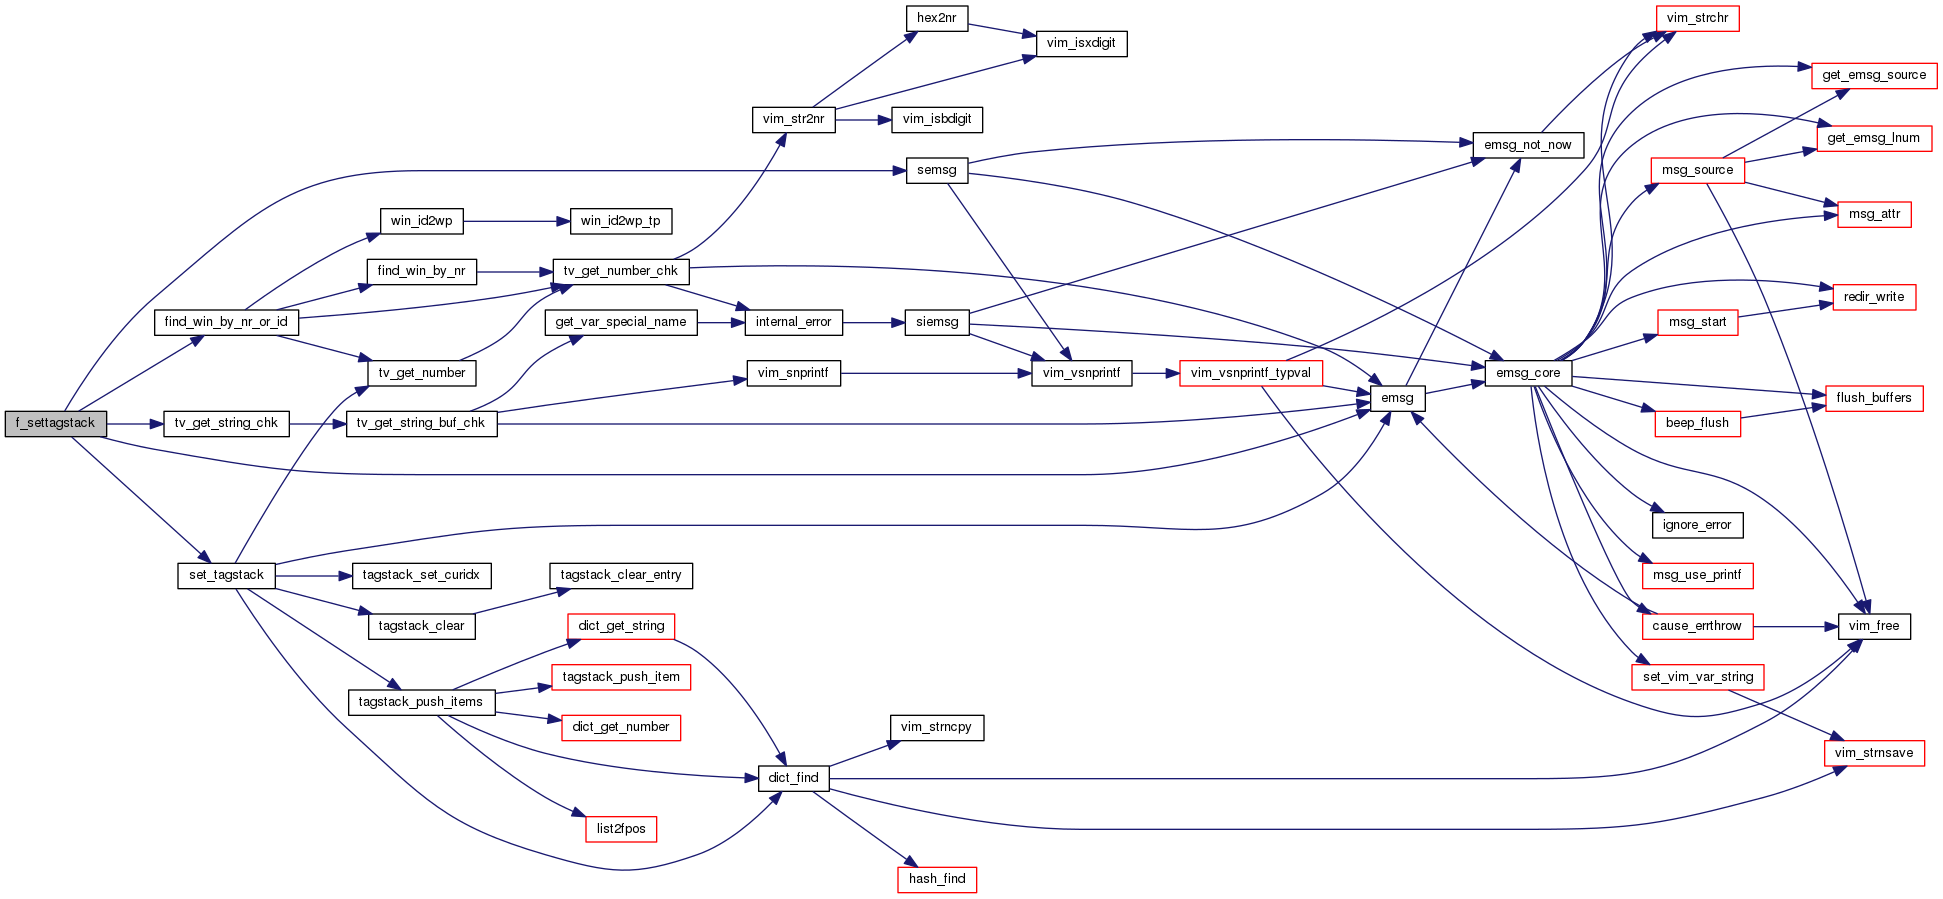 hex2nr
vim_strchr
vim_isxdigit
get_emsg_source
vim_str2nr
vim_isbdigit
get_emsg_lnum
emsg_not_now
semsg
msg_source
win_id2wp
win_id2wp_tp
msg_attr
find_win_by_nr
tv_get_number_chk
redir_write
find_win_by_nr_or_id
get_var_special_name
internal_error
siemsg
msg_start
tv_get_number
vim_snprintf
vim_vsnprintf
vim_vsnprintf_typval
emsg_core
emsg
flush_buffers
f_settagstack
tv_get_string_chk
tv_get_string_buf_chk
beep_flush
ignore_error
set_tagstack
tagstack_set_curidx
tagstack_clear_entry
msg_use_printf
tagstack_clear
dict_get_string
cause_errthrow
vim_free
tagstack_push_item
set_vim_var_string
tagstack_push_items
dict_get_number
vim_strncpy
vim_strnsave
dict_find
list2fpos
hash_find